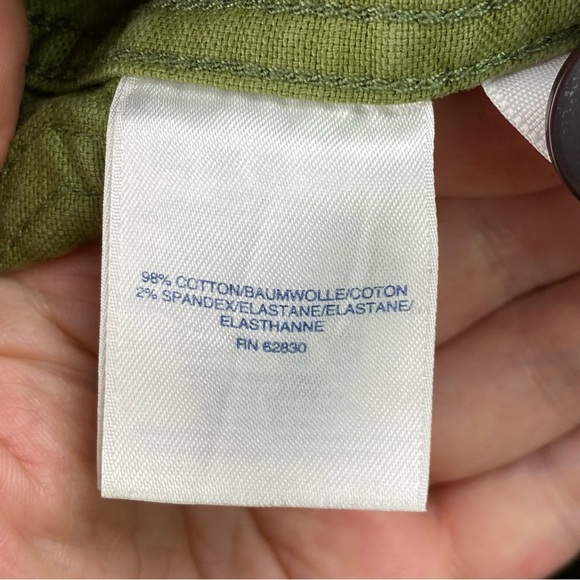 98% COTTON/BAUMWOLLE/COTON
2% SPANDEX/ELASTANE/ELASTANE/
ELASTHANNE
RN 62830